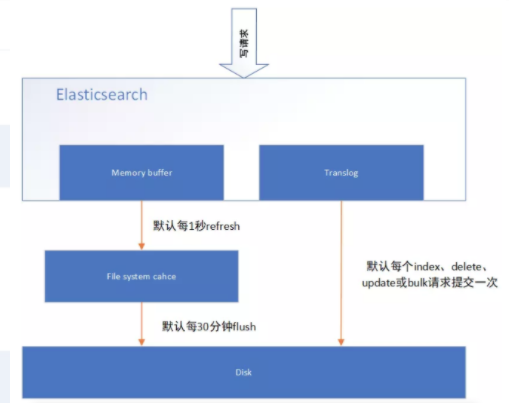 写请求
Elasticsearch
Memory buffer
Translog
默认每1秒refresh
File system cahce
默认每个index、delete、
update或bulk请求提交一次
默认每30分钟flush
Disk